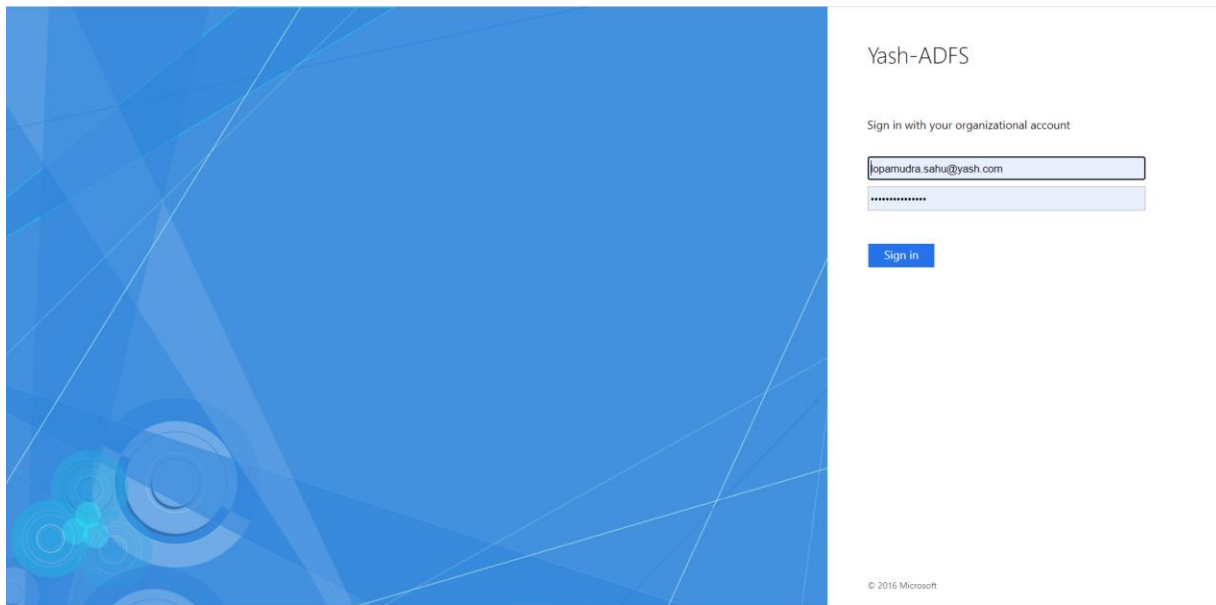 Yash-ADFS
Sign in with your organizational account
lopamudra.sahu@yash.com
•••••••••••••••
Sign in
© 2016 Microsoft